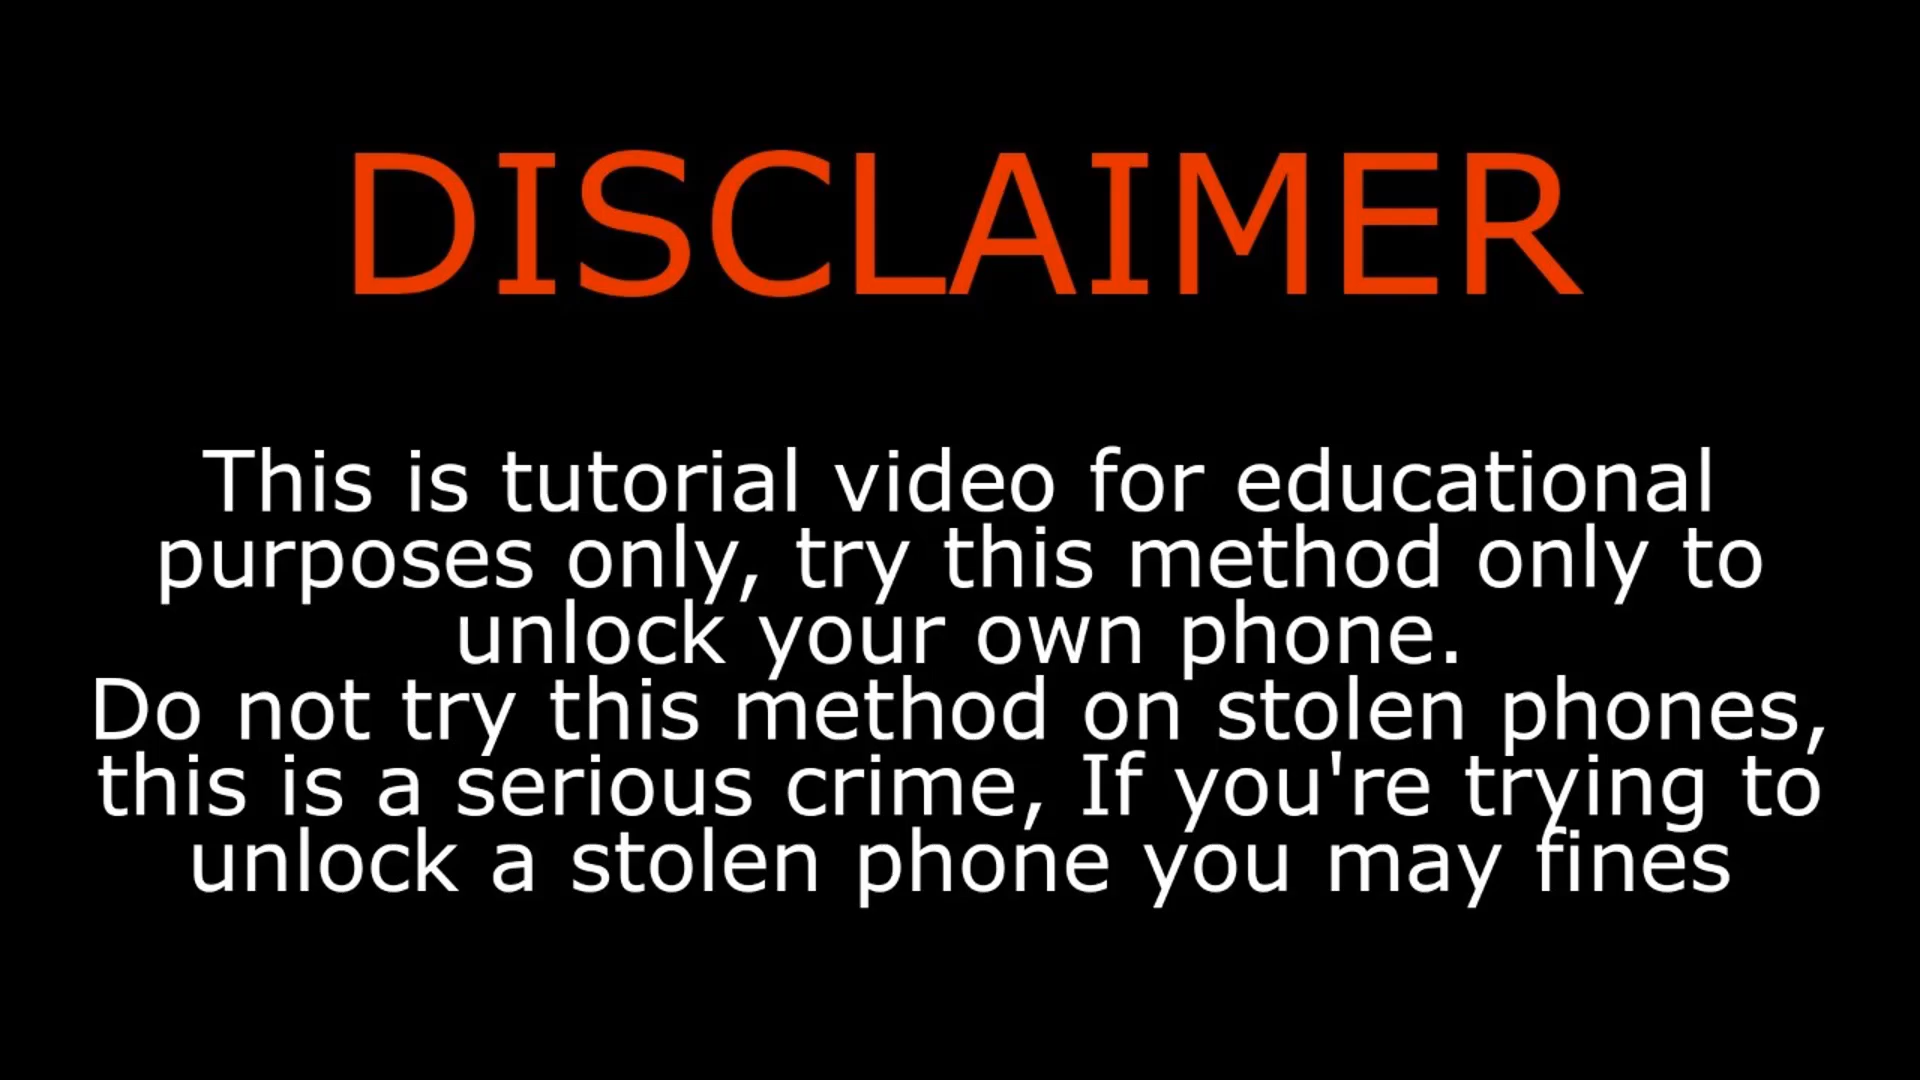 DISCLAIMER
This is tutorial video for educational
purposes only, try this method only to
unlock your own phone.
Do not try this method on stolen phones,
this is a serious crime, If you're trying to
unlock a stolen phone you may fines